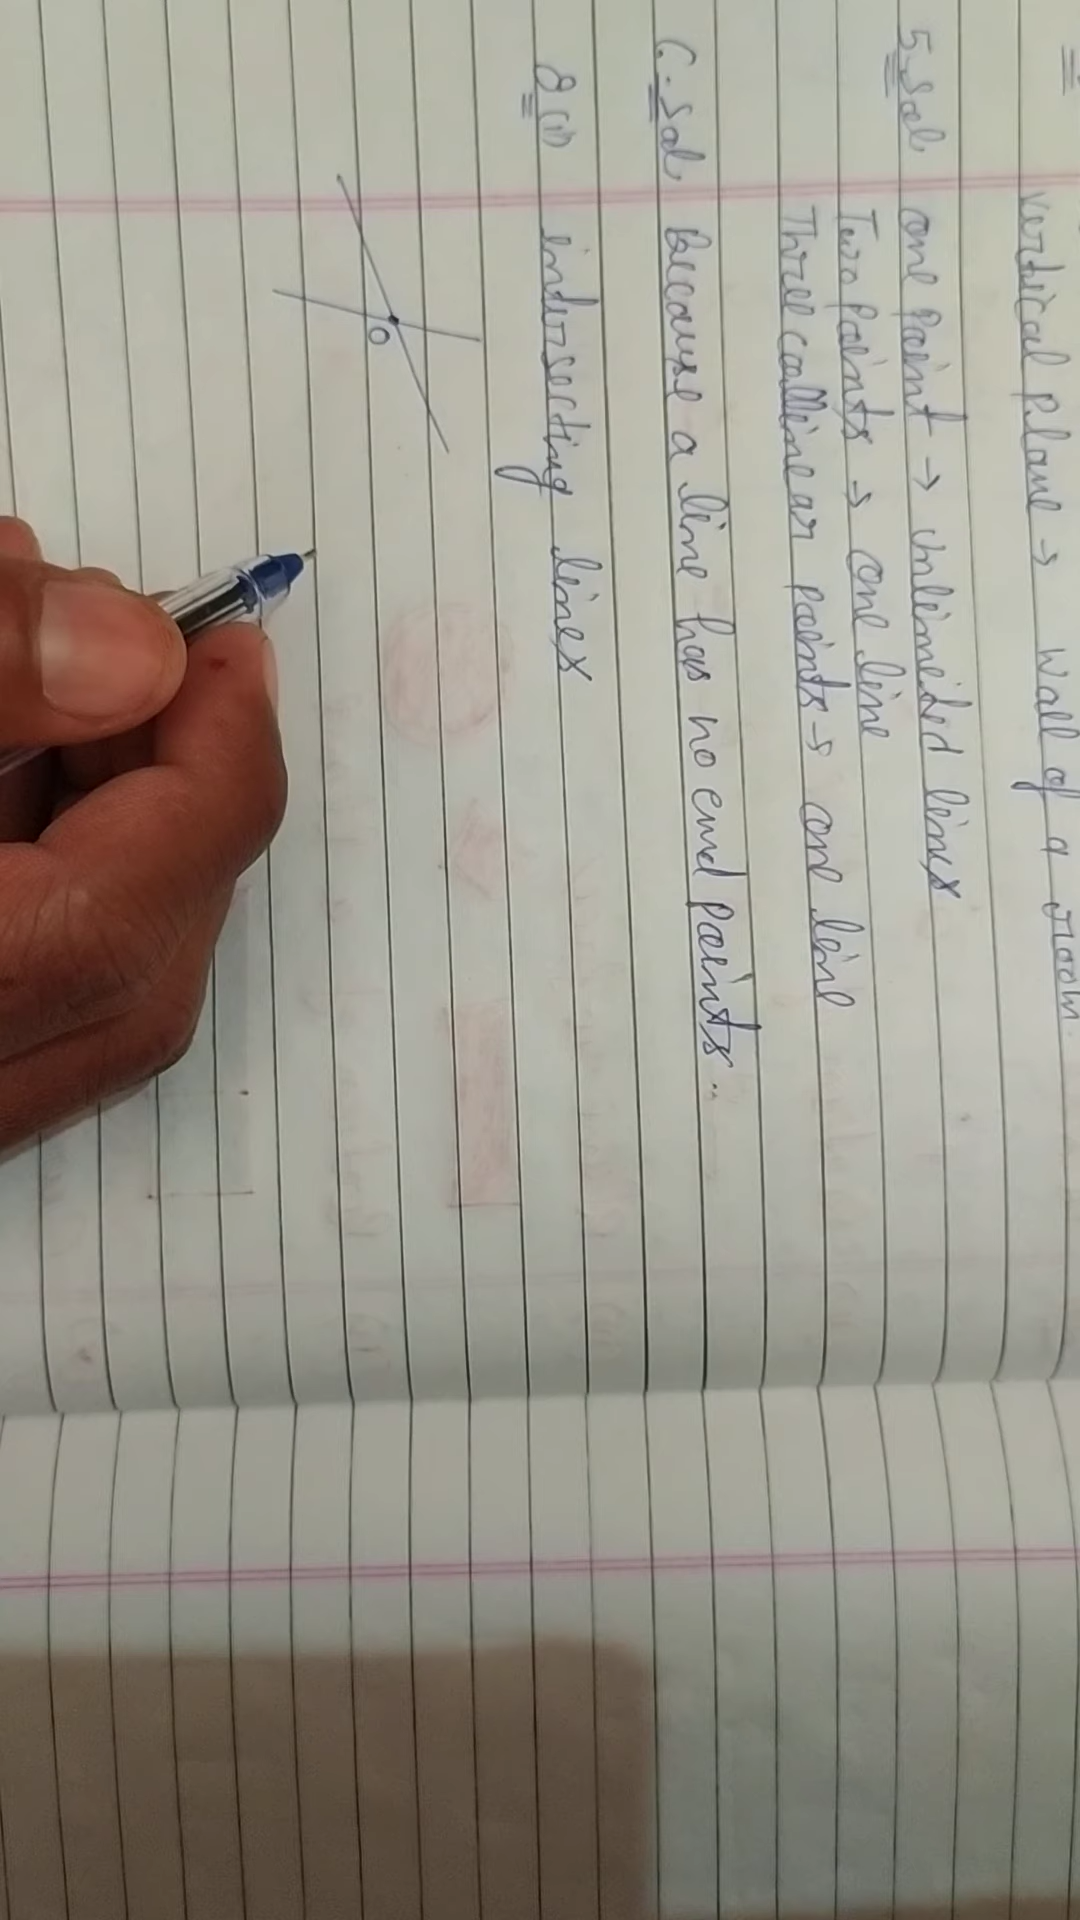 vertical plane → wall of a room.
5. Sol. one point → unlimited lines
Two points → one line
Three collinear points → one line
6. Sol. Because a line has no end points.
8 (i) intersecting lines
O